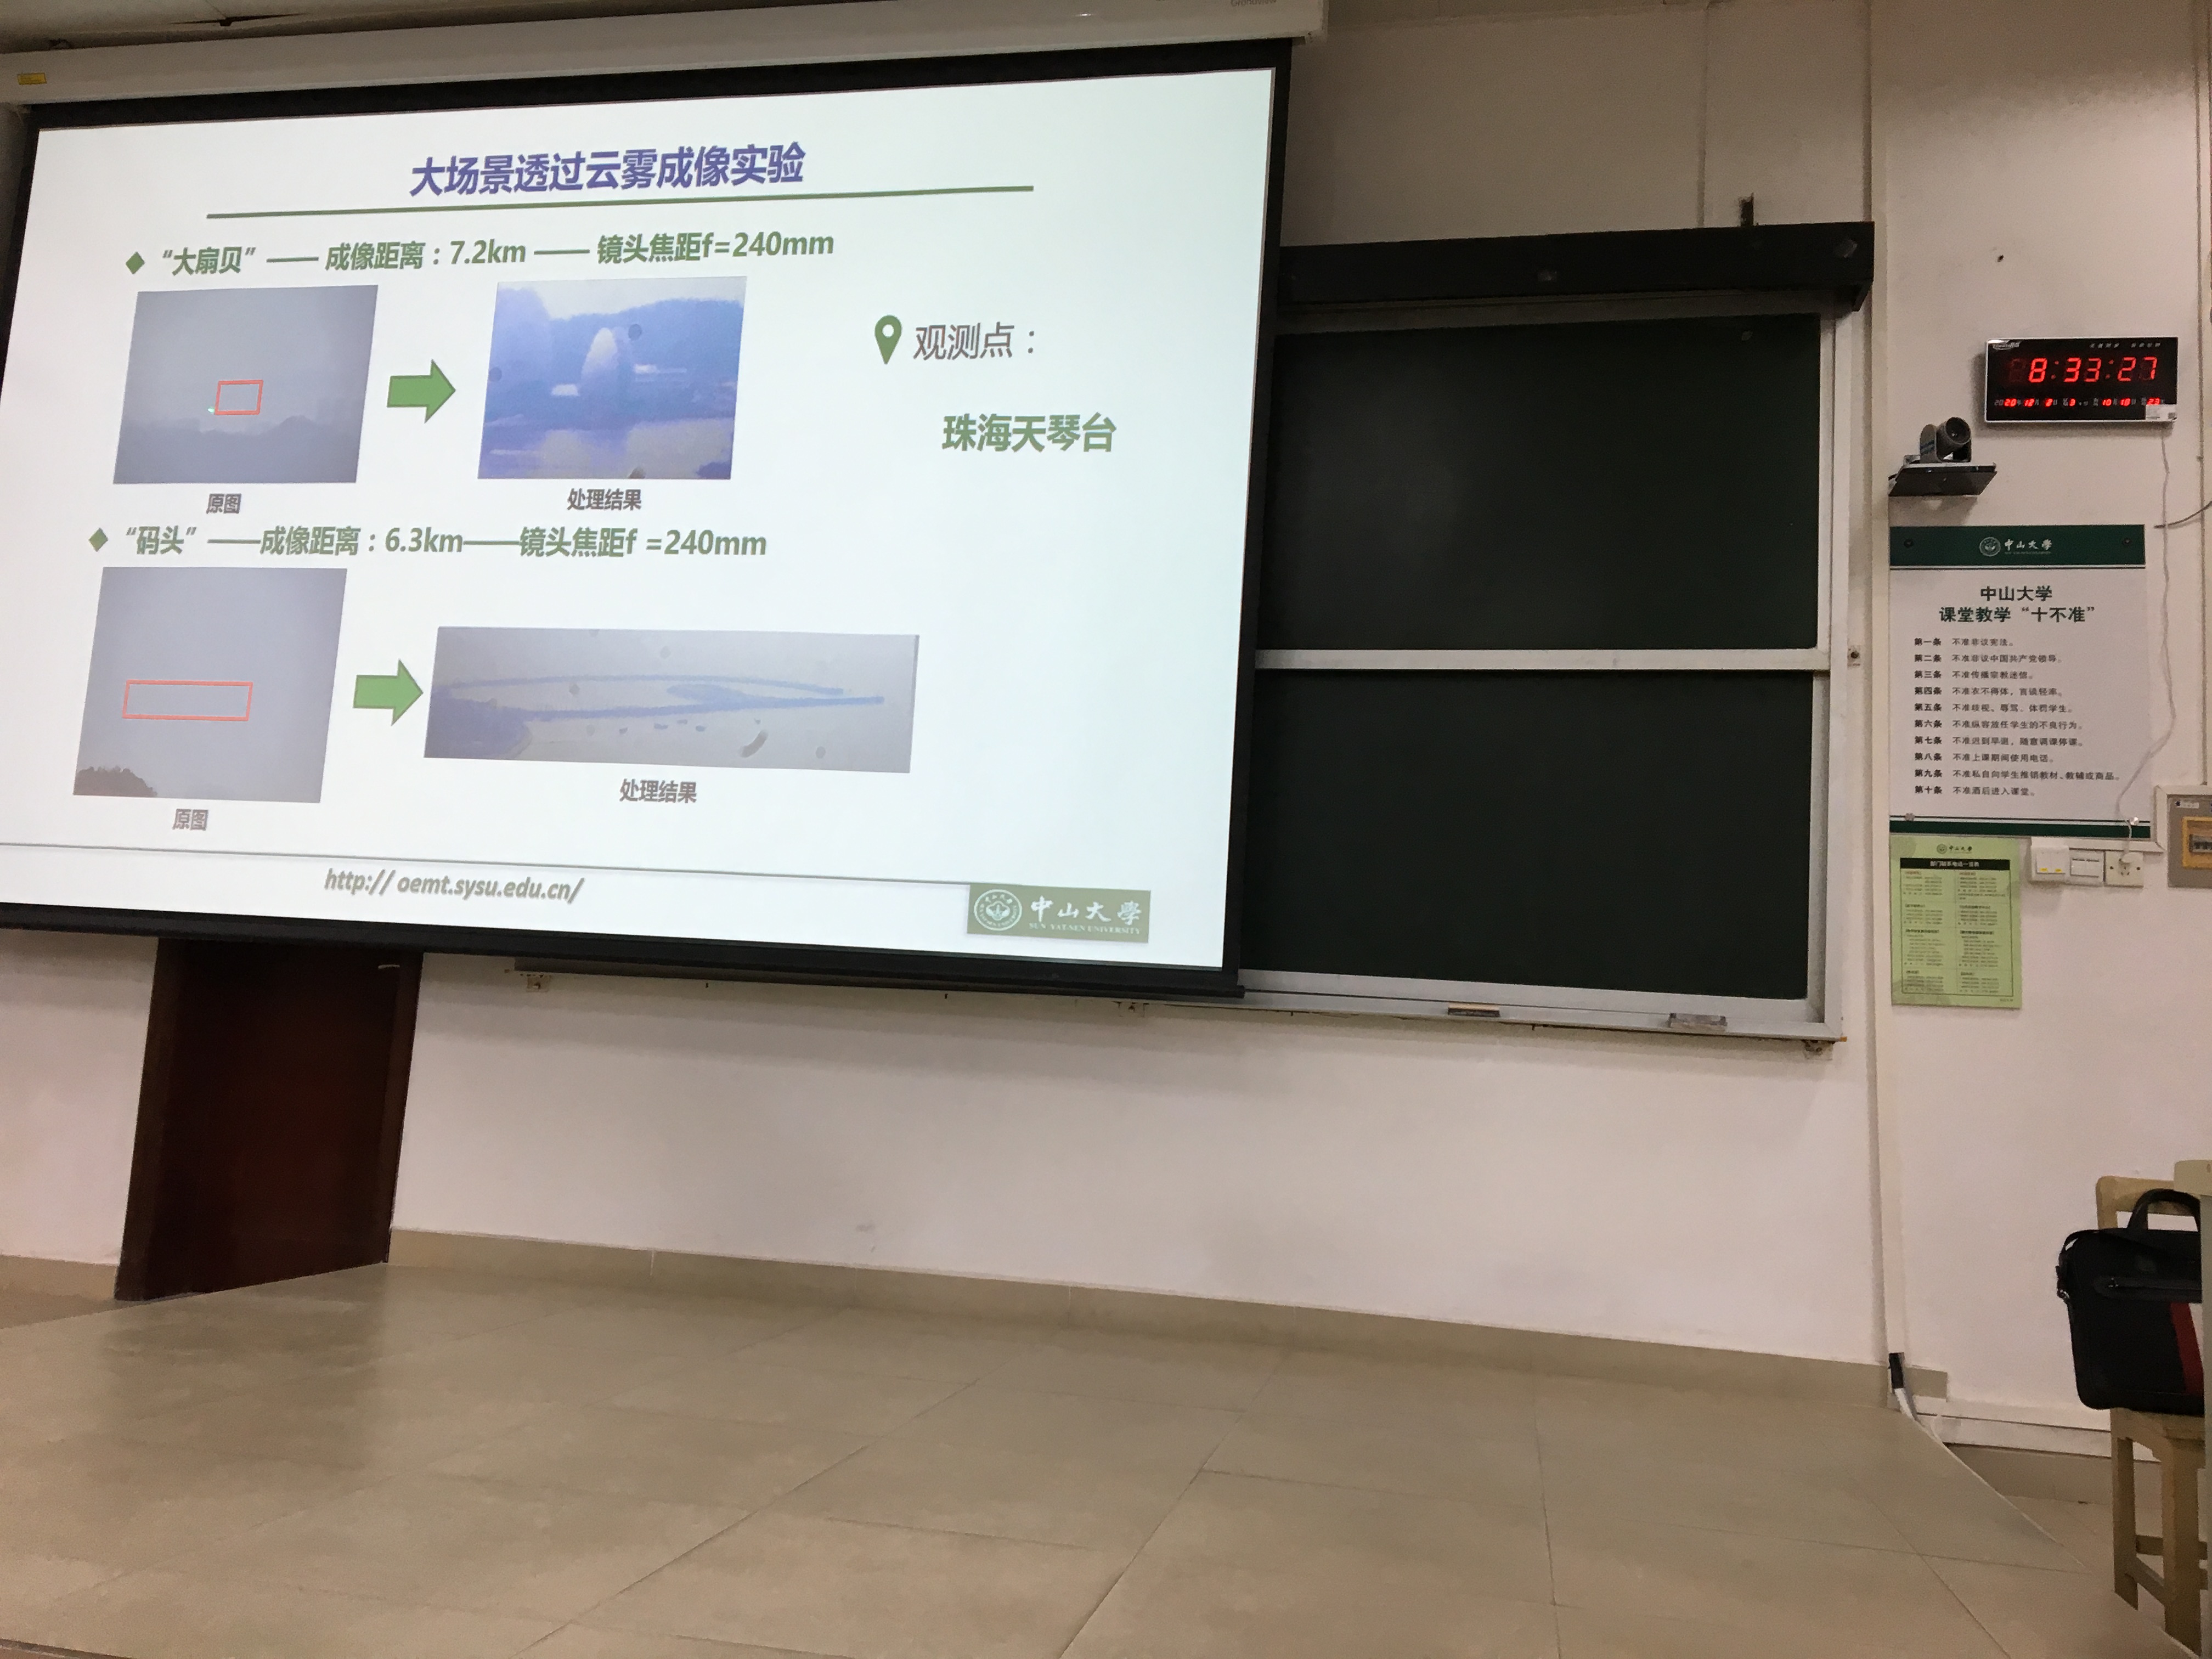 大场景透过云雾成像实验
◆ “大扇贝” —— 成像距离：7.2km —— 镜头焦距f=240mm
原图
处理结果
观测点：
珠海天琴台
◆ “码头” ——成像距离：6.3km——镜头焦距f =240mm
原图
处理结果
http:// oemt.sysu.edu.cn/
中山大學
SUN YAT-SEN UNIVERSITY
8:33:27
中山大学
中山大学
课堂教学“十不准”
第一条 不准非议宪法。
第二条 不准非议中国共产党领导。
第三条 不准传播宗教迷信。
第四条 不准衣不得体，言谈轻率。
第五条 不准歧视、辱骂、体罚学生。
第六条 不准纵容放任学生的不良行为。
第七条 不准迟到早退，随意调课停课。
第八条 不准上课期间使用电话。
第九条 不准私自向学生推销教材、教辅或商品。
第十条 不准酒后进入课堂。
中山大学